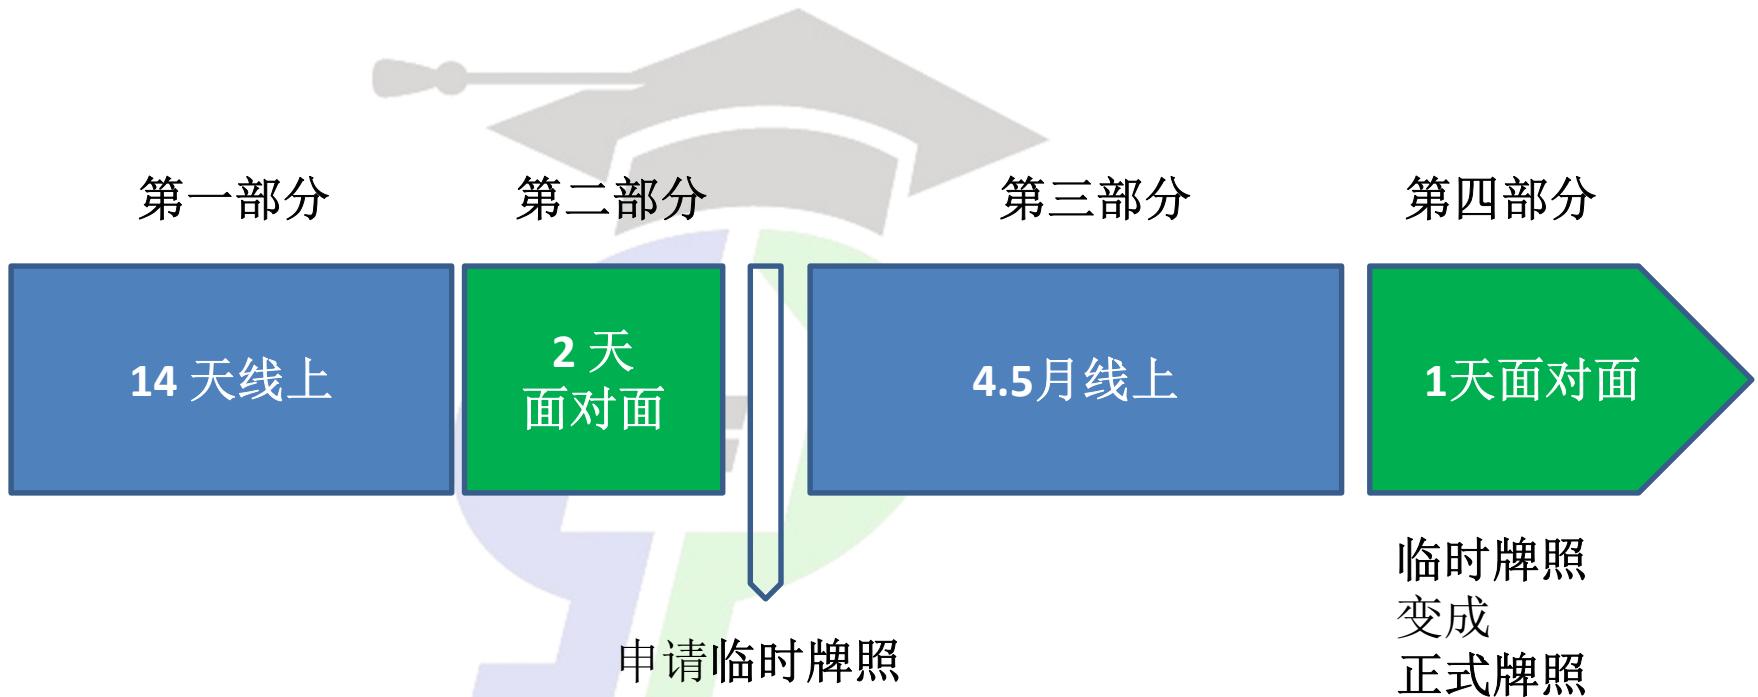 第一部分
第二部分
第三部分
第四部分
14 天线上
2 天
面对面
4.5月线上
1天面对面
申请临时牌照
临时牌照
变成
正式牌照